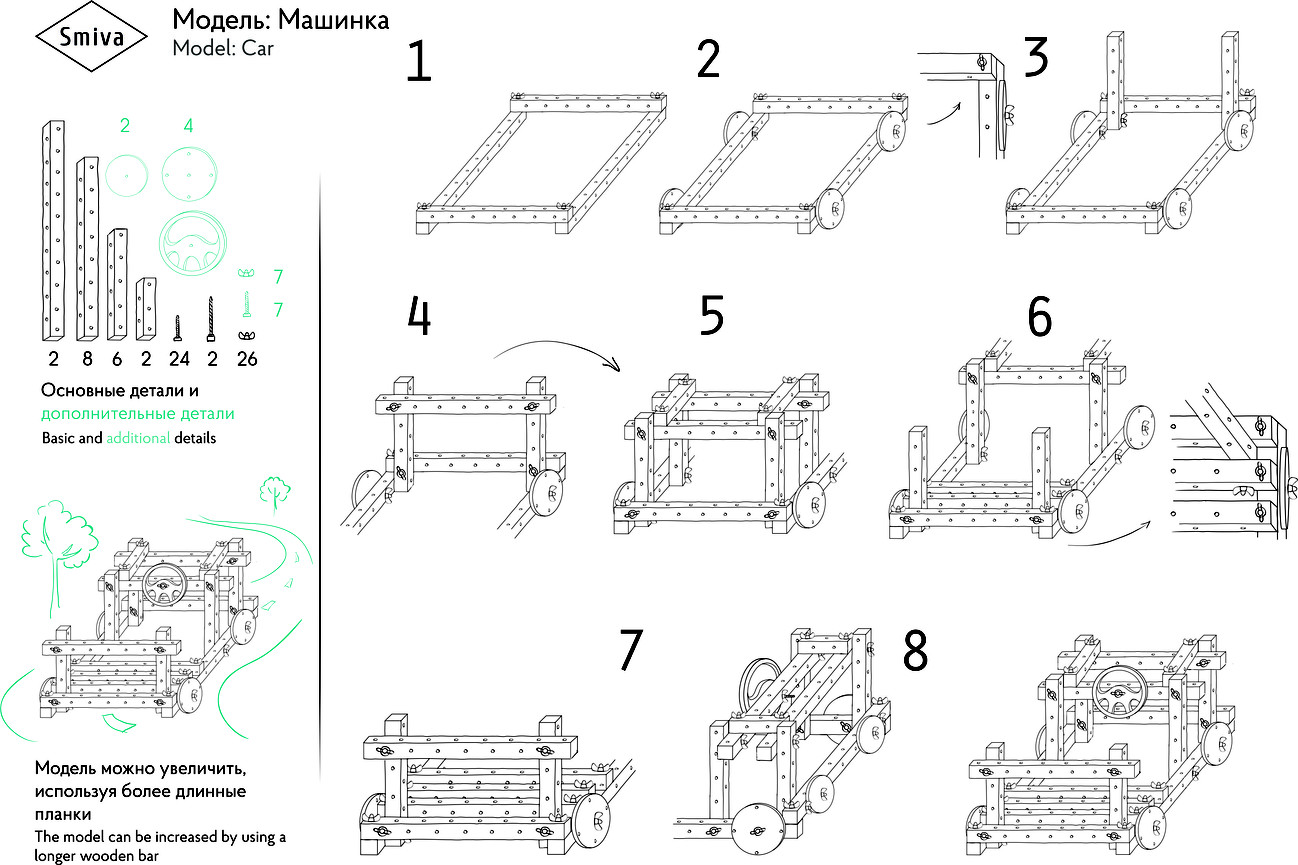 Smiva
Модель: Машинка
Model: Car
1
2
3
2
4
7
7
2 8 6 2 24 2 26
Основные детали и
дополнительные детали
Basic and additional details
4
5
6
7
8
Модель можно увеличить,
используя более длинные
планки
The model can be increased by using a
longer wooden bar